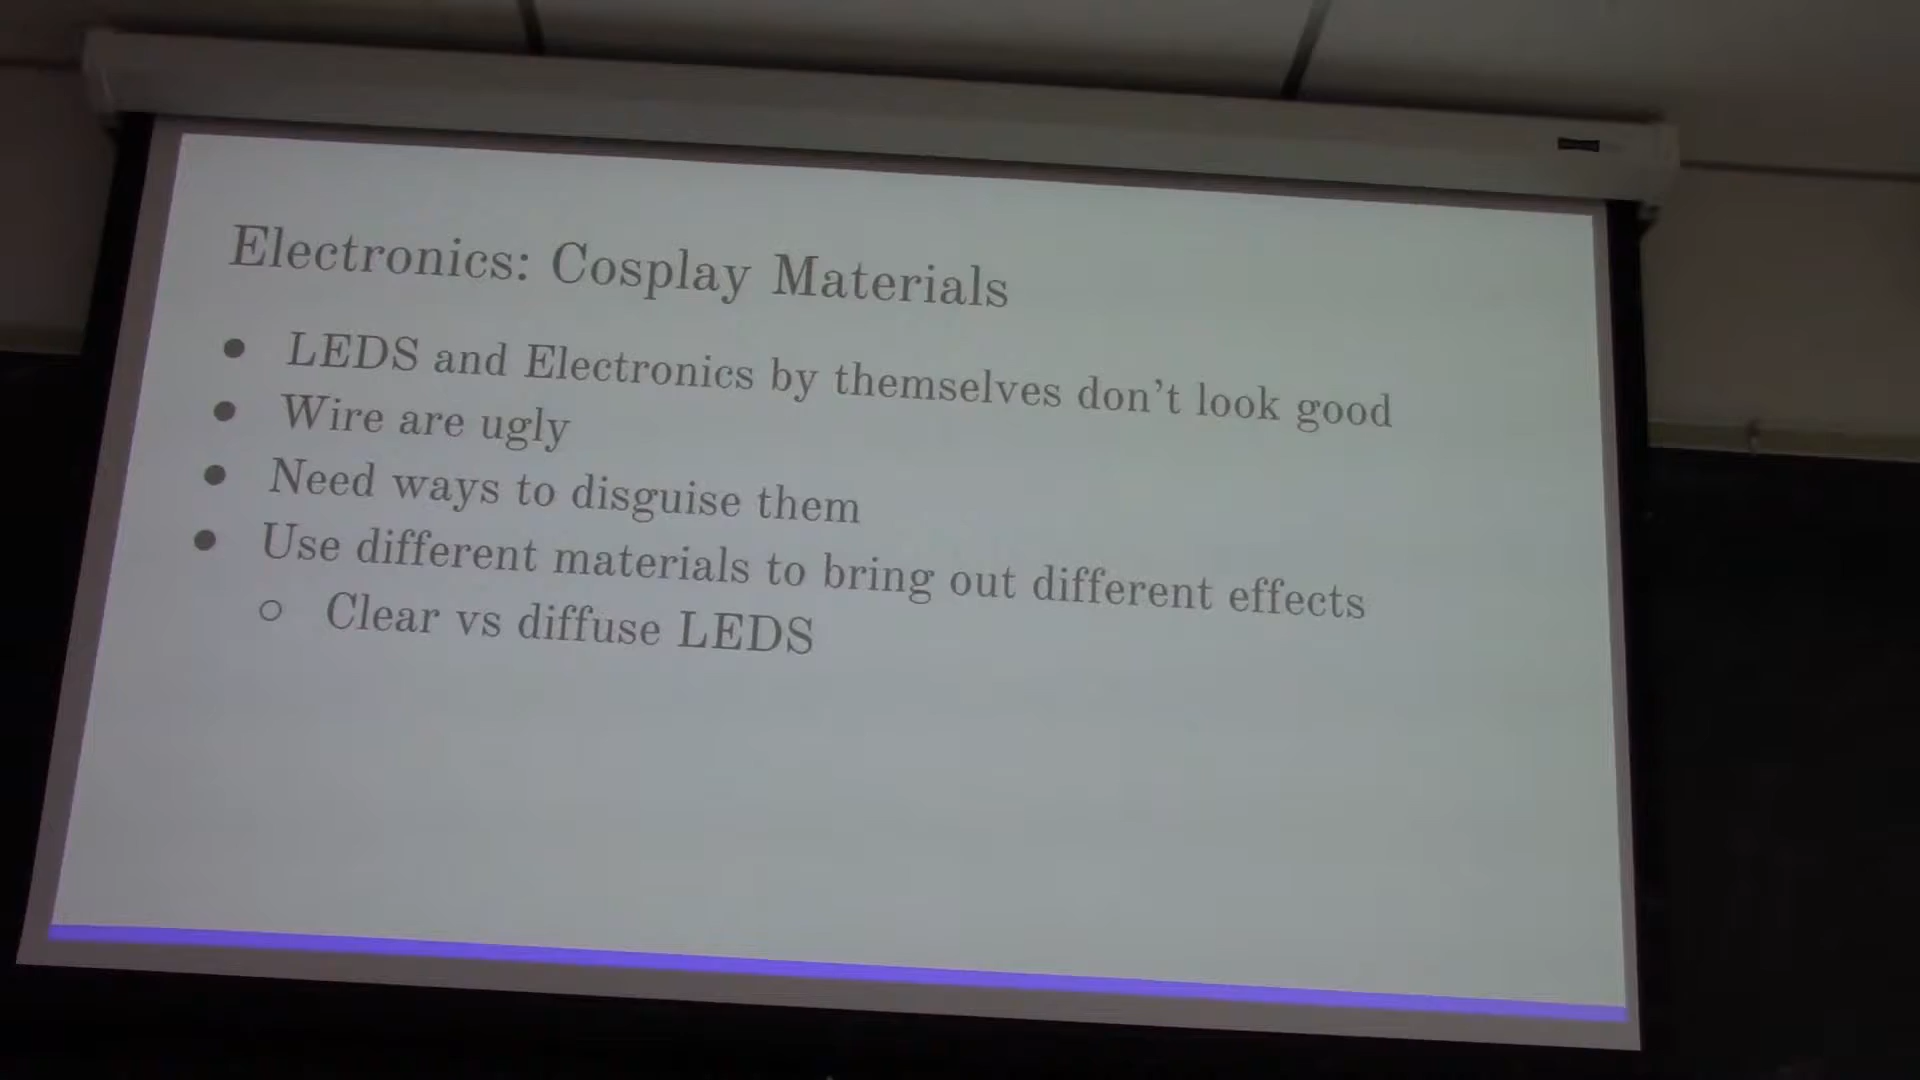 Electronics: Cosplay Materials
● LEDS and Electronics by themselves don't look good
● Wire are ugly
● Need ways to disguise them
● Use different materials to bring out different effects
○ Clear vs diffuse LEDS